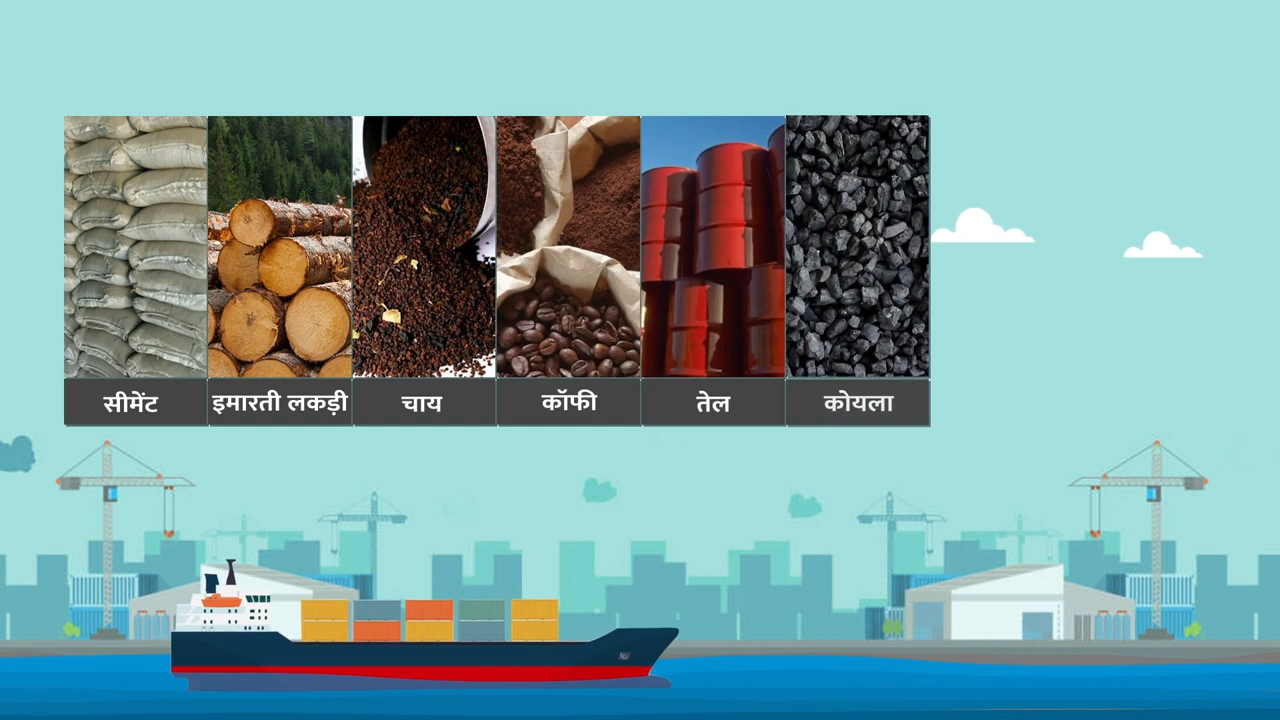 सीमेंट
इमारती लकड़ी
चाय
कॉफी
तेल
कोयला